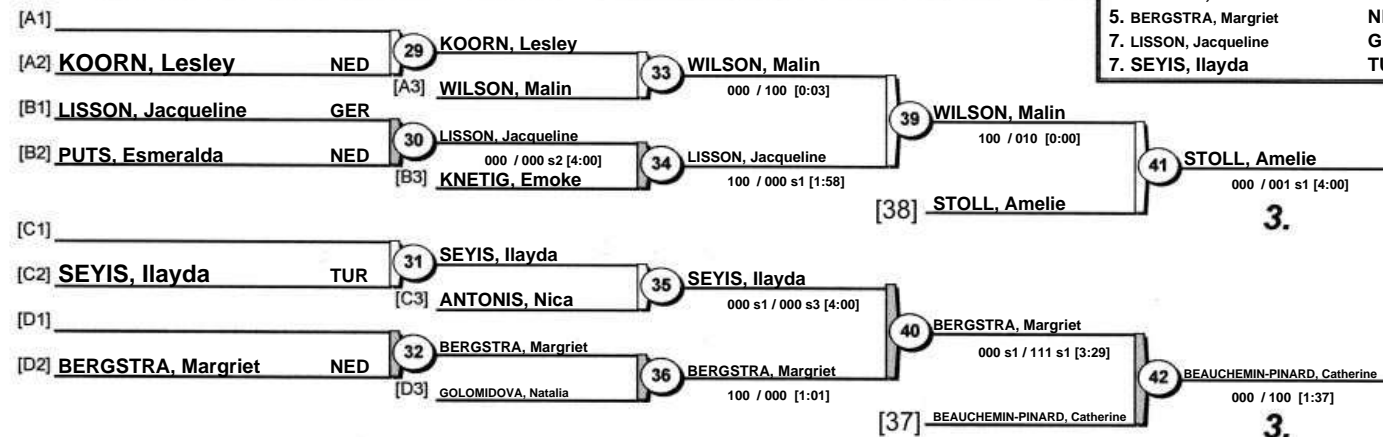 5. BERGSTRA, Margriet
7. LISSON, Jacqueline
7. SEYIS, Ilayda
[A1]
[A2] KOORN, Lesley NED
29
KOORN, Lesley
[A3] WILSON, Malin
33
WILSON, Malin
000 / 100 [0:03]
[B1] LISSON, Jacqueline GER
[B2] PUTS, Esmeralda NED
30
LISSON, Jacqueline
000 / 000 s2 [4:00]
[B3] KNETIG, Emoke
34
LISSON, Jacqueline
100 / 000 s1 [1:58]
39
WILSON, Malin
100 / 010 [0:00]
[38] STOLL, Amelie
41
STOLL, Amelie
000 / 001 s1 [4:00]
3.
[C1]
[C2] SEYIS, Ilayda TUR
31
SEYIS, Ilayda
[C3] ANTONIS, Nica
35
SEYIS, Ilayda
000 s1 / 000 s3 [4:00]
[D1]
[D2] BERGSTRA, Margriet NED
32
BERGSTRA, Margriet
[D3] GOLOMIDOVA, Natalia
36
BERGSTRA, Margriet
100 / 000 [1:01]
40
BERGSTRA, Margriet
000 s1 / 111 s1 [3:29]
[37] BEAUCHEMIN-PINARD, Catherine
42
BEAUCHEMIN-PINARD, Catherine
000 / 100 [1:37]
3.